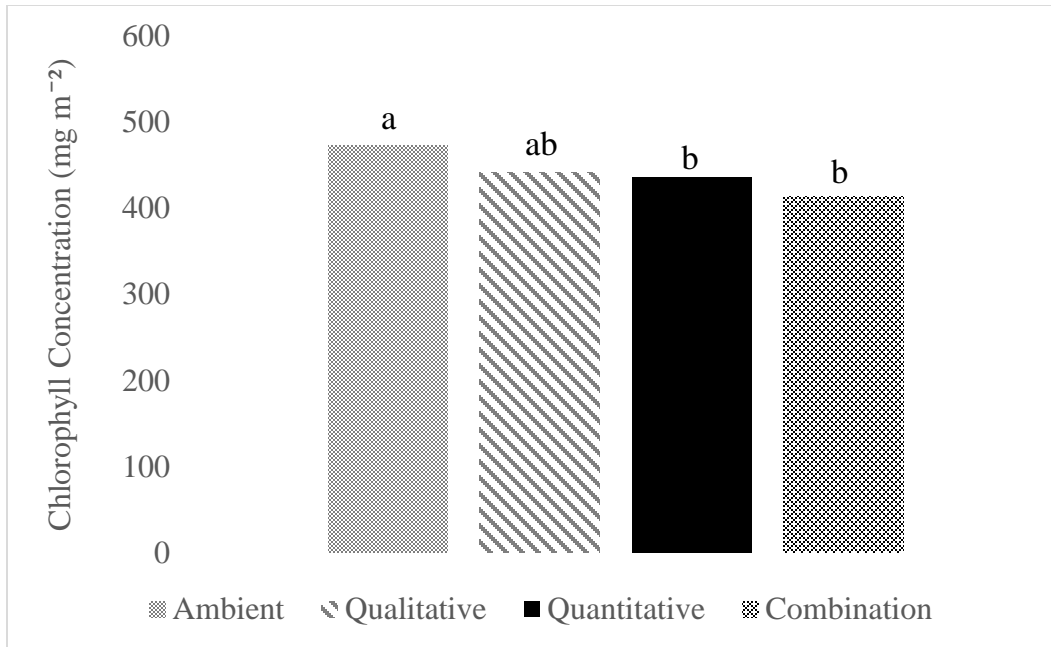 600
500
400
300
200
100
0
Chlorophyll Concentration (mg m⁻²)
a
ab
b
b
Ambient Qualitative Quantitative Combination